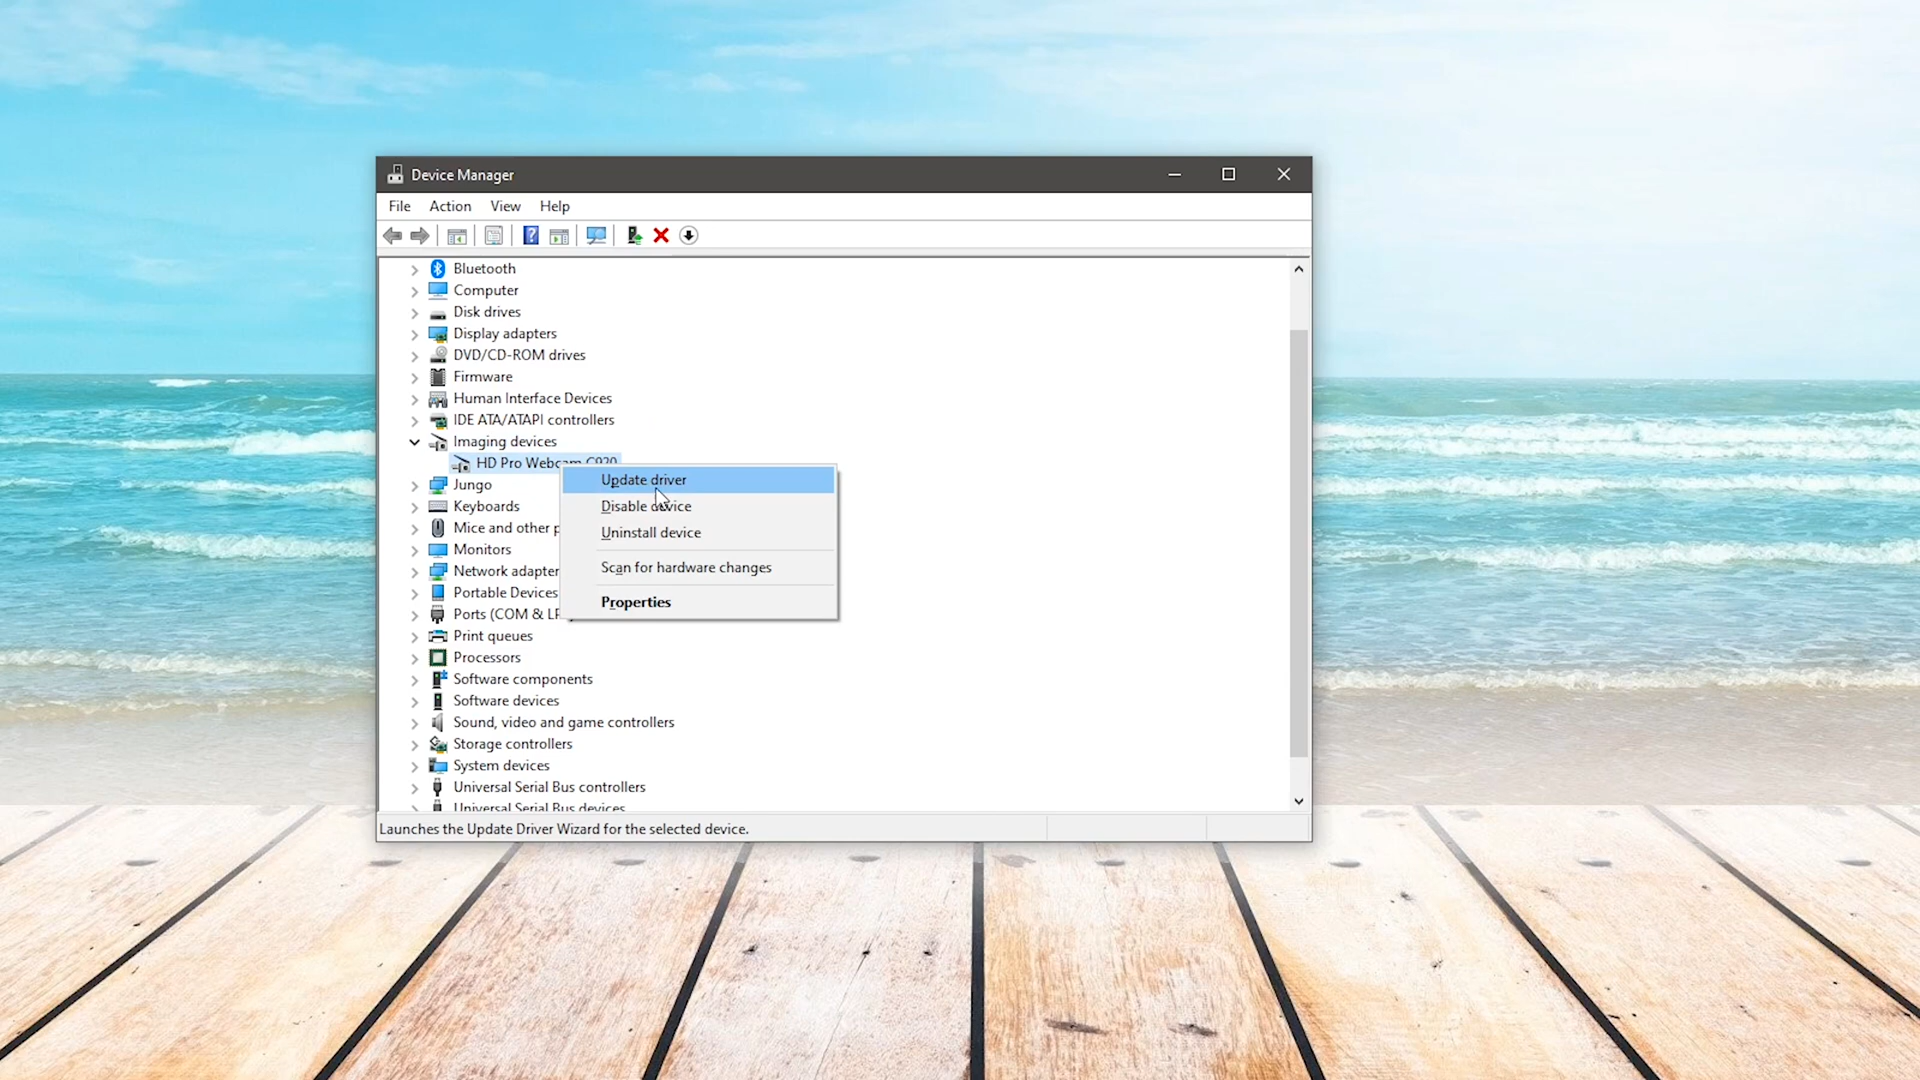 Device Manager
File Action View Help
Bluetooth
Computer
Disk drives
Display adapters
DVD/CD-ROM drives
Firmware
Human Interface Devices
IDE ATA/ATAPI controllers
Imaging devices
HD Pro Webcam C920
Update driver
Jungo
Disable device
Keyboards
Mice and other
Uninstall device
Monitors
Scan for hardware changes
Network adapter
Portable Devices
Properties
Ports (COM &
Print queues
Processors
Software components
Software devices
Sound, video and game controllers
Storage controllers
System devices
Universal Serial Bus controllers
Universal Serial Bus devices
Launches the Update Driver Wizard for the selected device.